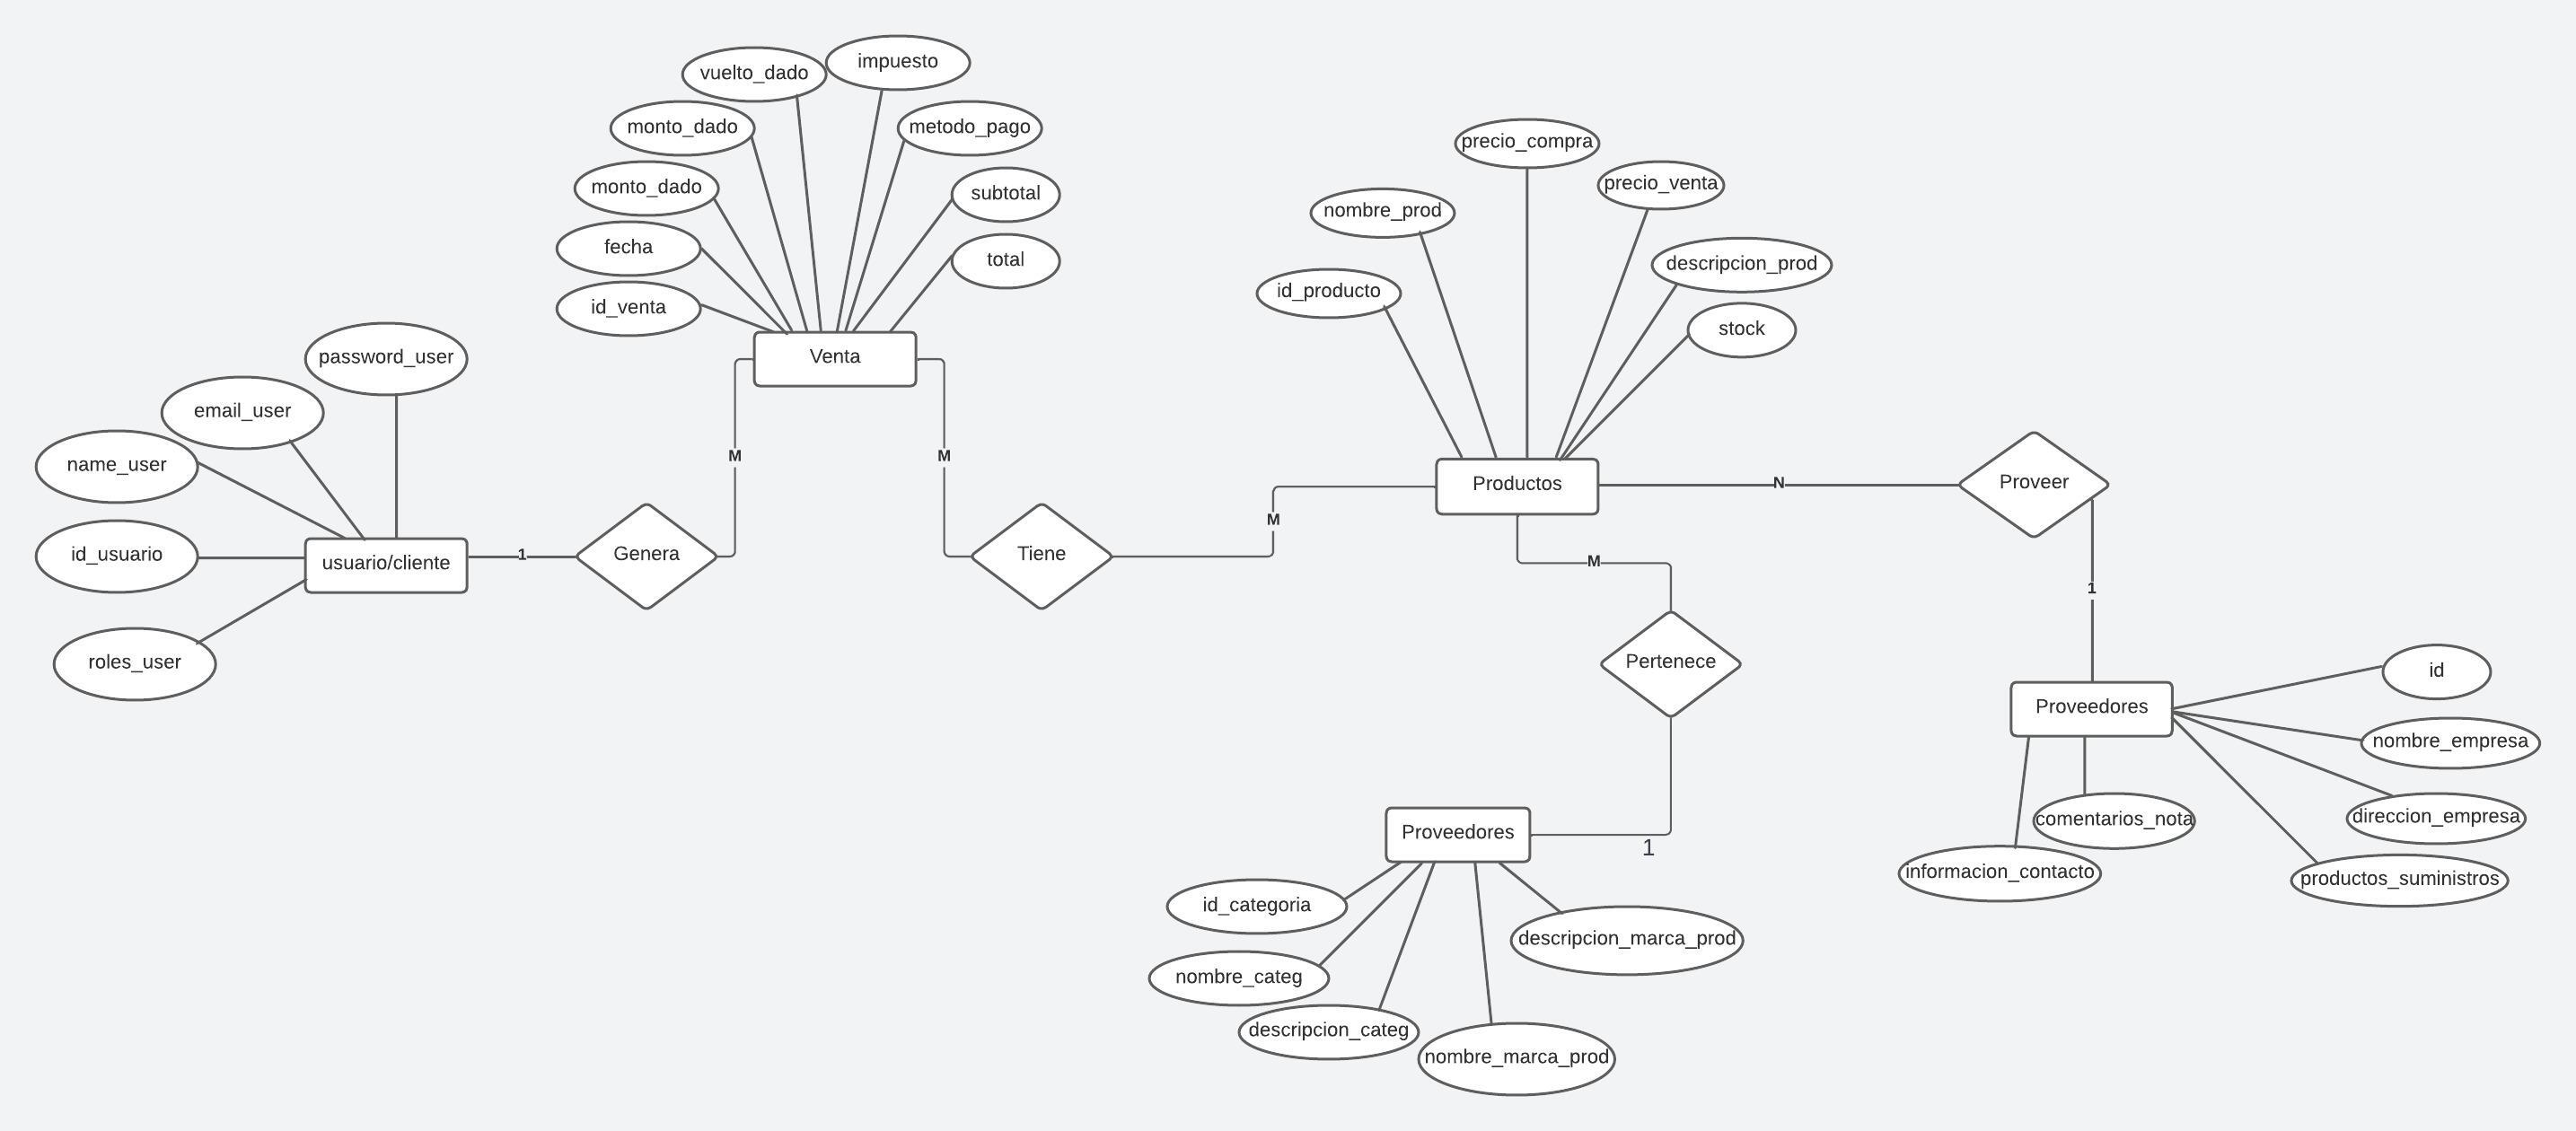 impuesto
vuelto_dado
monto_dado
metodo_pago
monto_dado
subtotal
fecha
total
id_venta
Venta
precio_compra
precio_venta
nombre_prod
descripcion_prod
id_producto
stock
password_user
email_user
name_user
id_usuario
usuario/cliente
roles_user
1
Genera
M
M
Tiene
M
Productos
N
Proveer
M
1
Pertenece
Proveedores
id
nombre_empresa
direccion_empresa
comentarios_nota
informacion_contacto
productos_suministros
Proveedores
1
id_categoria
descripcion_marca_prod
nombre_categ
descripcion_categ
nombre_marca_prod